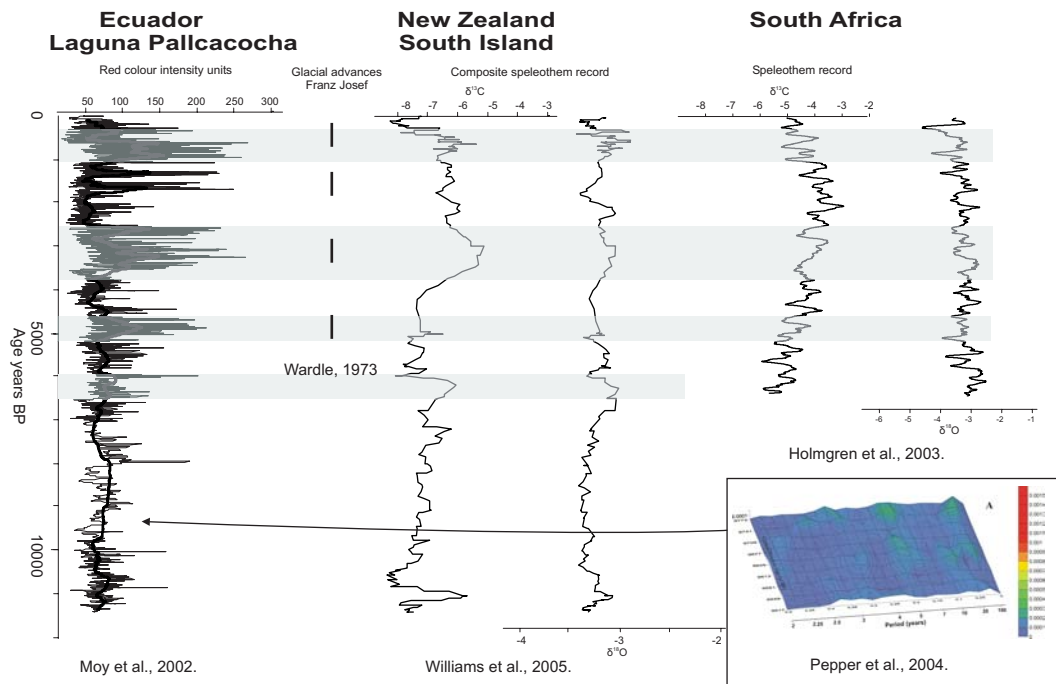 Ecuador
Laguna Pallcacocha
New Zealand
South Island
South Africa
Red colour intensity units
Glacial advances
Franz Josef
Composite speleothem record
Speleothem record
δ¹³C
δ¹³C
50 100 150 200 250 300
-8 -7 -6 -5 -4 -3 -2
-8 -7 -6 -5 -4 -3 -2
0
5000
10000
Age years BP
Wardle, 1973
-6 -5 -4 -3 -2 -1
δ¹⁸O
Holmgren et al., 2003.
A
Period (years)
Pepper et al., 2004.
-4 -3 -2
δ¹⁸O
Moy et al., 2002.
Williams et al., 2005.